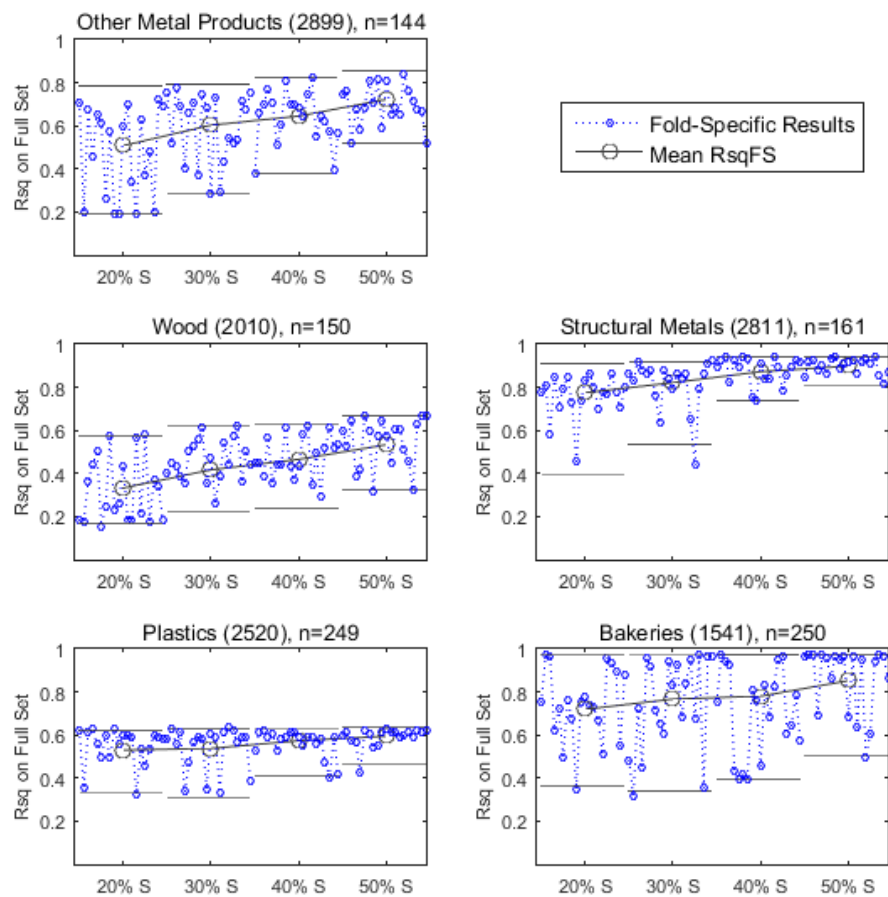 Other Metal Products (2899), n=144
1
0.8
0.6
0.4
0.2
Rsq on Full Set
20% S 30% S 40% S 50% S
Fold-Specific Results
Mean RsqFS
Wood (2010), n=150
1
0.8
0.6
0.4
0.2
Rsq on Full Set
20% S 30% S 40% S 50% S
Structural Metals (2811), n=161
1
0.8
0.6
0.4
0.2
Rsq on Full Set
20% S 30% S 40% S 50% S
Plastics (2520), n=249
1
0.8
0.6
0.4
0.2
Rsq on Full Set
20% S 30% S 40% S 50% S
Bakeries (1541), n=250
1
0.8
0.6
0.4
0.2
Rsq on Full Set
20% S 30% S 40% S 50% S